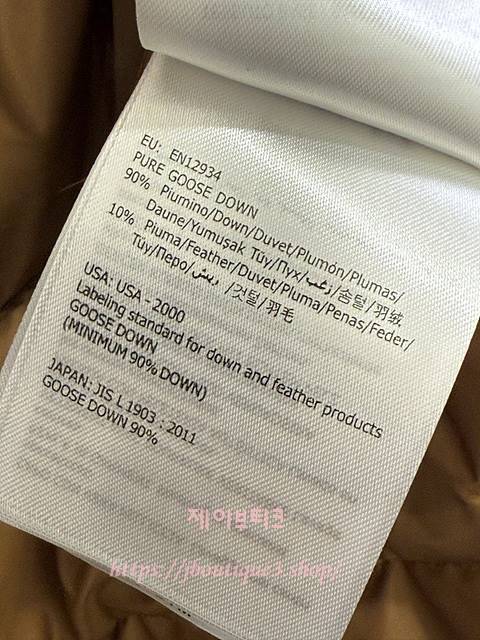 EU: EN12934
PURE GOOSE DOWN
90% Piumino/Down/Duvet/Plumón/Plumas/
Daune/Yumuşak Tüy/Пух/زغب/솜털/羽绒
10% Piuma/Feather/Duvet/Pluma/Penas/Feder/
Tüy/Перо/ريش/깃털/羽毛
USA: USA - 2000
Labeling standard for down and feather products
GOOSE DOWN
(MINIMUM 90% DOWN)
JAPAN: JIS L 1903 : 2011
GOOSE DOWN 90%
제이부티크
https://jboutique3.shop/